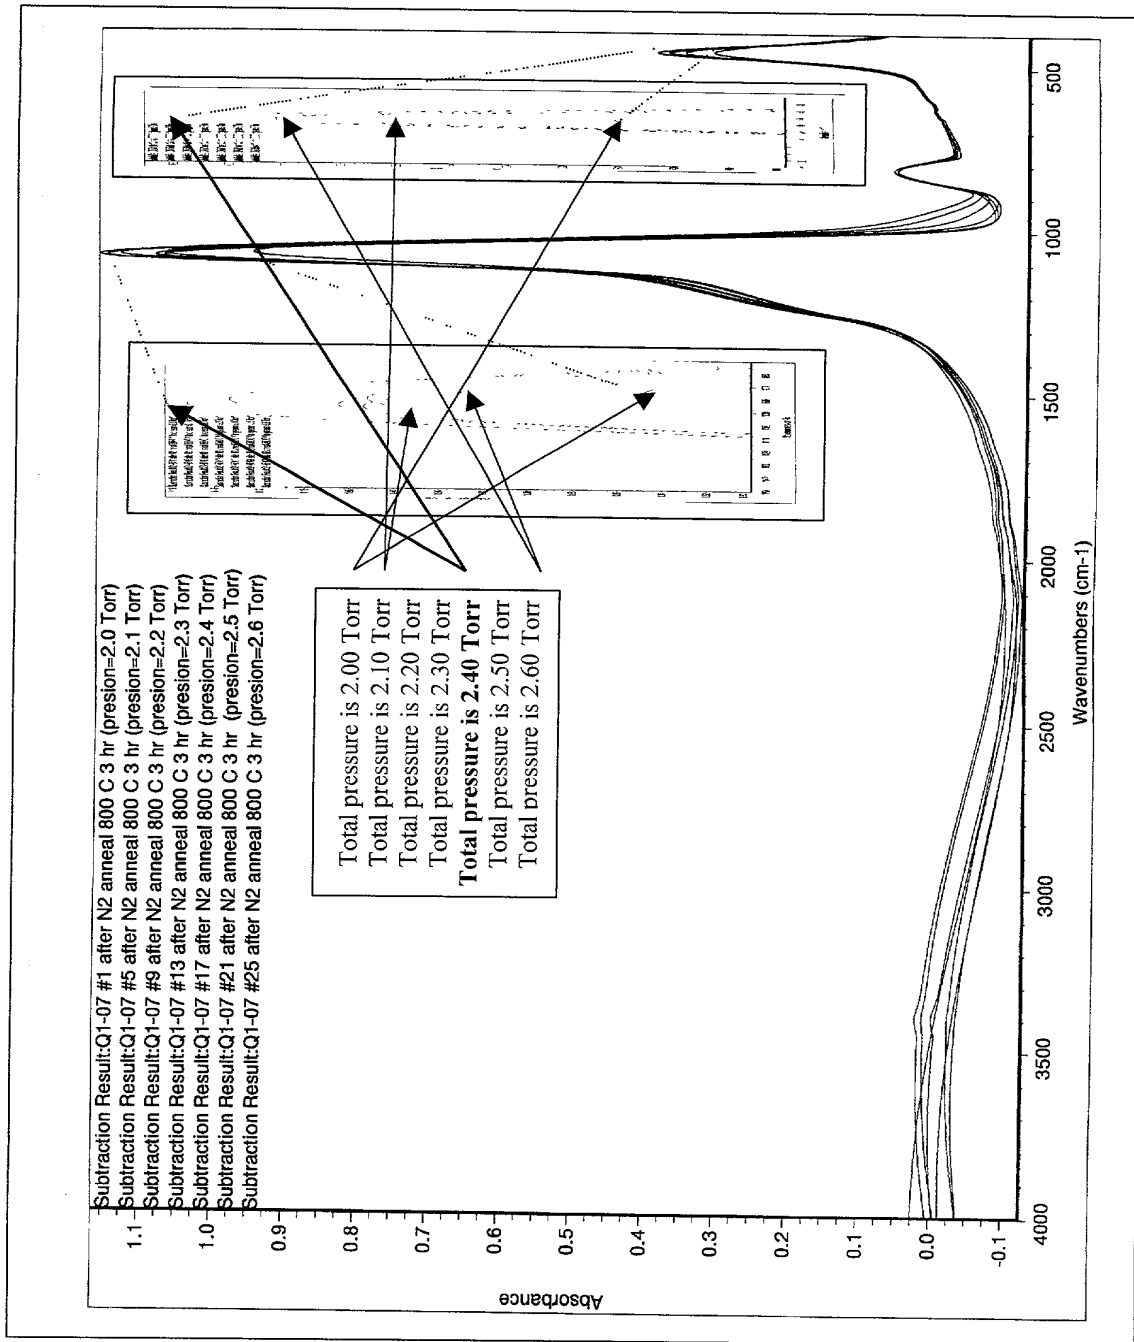 Subtraction Result:Q1-07 #1 after N2 anneal 800 C 3 hr (presion=2.0 Torr)
Subtraction Result:Q1-07 #5 after N2 anneal 800 C 3 hr (presion=2.1 Torr)
Subtraction Result:Q1-07 #9 after N2 anneal 800 C 3 hr (presion=2.2 Torr)
Subtraction Result:Q1-07 #13 after N2 anneal 800 C 3 hr (presion=2.3 Torr)
Subtraction Result:Q1-07 #17 after N2 anneal 800 C 3 hr (presion=2.4 Torr)
Subtraction Result:Q1-07 #21 after N2 anneal 800 C 3 hr (presion=2.5 Torr)
Subtraction Result:Q1-07 #25 after N2 anneal 800 C 3 hr (presion=2.6 Torr)
Total pressure is 2.00 Torr
Total pressure is 2.10 Torr
Total pressure is 2.20 Torr
Total pressure is 2.30 Torr
Total pressure is 2.40 Torr
Total pressure is 2.50 Torr
Total pressure is 2.60 Torr
1.1
1.0
0.9
0.8
0.7
0.6
0.5
0.4
0.3
0.2
0.1
0.0
-0.1
Absorbance
4000 3500 3000 2500 2000 1500 1000 500
Wavenumbers (cm-1)